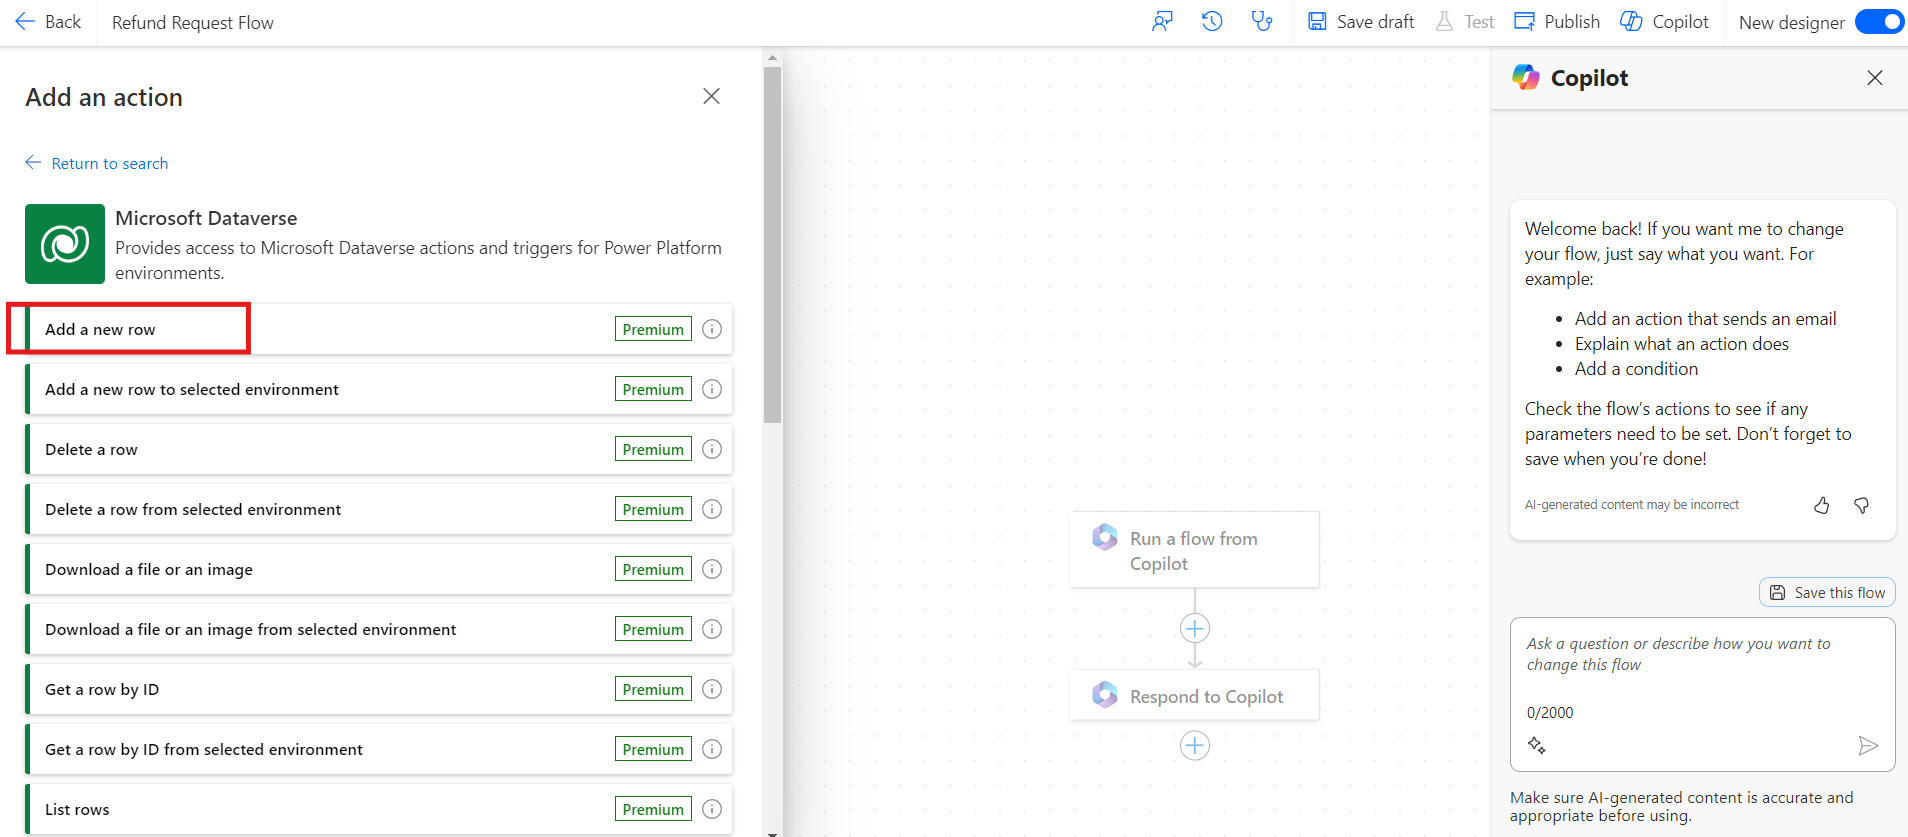 Back
Refund Request Flow
Save draft
Test
Publish
Copilot
New designer
Add an action
Return to search
Microsoft Dataverse
Provides access to Microsoft Dataverse actions and triggers for Power Platform
environments.
Add a new row Premium
Add a new row to selected environment Premium
Delete a row Premium
Delete a row from selected environment Premium
Download a file or an image Premium
Download a file or an image from selected environment Premium
Get a row by ID Premium
Get a row by ID from selected environment Premium
List rows Premium
Run a flow from
Copilot
Respond to Copilot
Copilot
Welcome back! If you want me to change
your flow, just say what you want. For
example:
• Add an action that sends an email
• Explain what an action does
• Add a condition
Check the flow’s actions to see if any
parameters need to be set. Don’t forget to
save when you’re done!
AI-generated content may be incorrect
Save this flow
Ask a question or describe how you want to
change this flow
0/2000
Make sure AI-generated content is accurate and
appropriate before using.